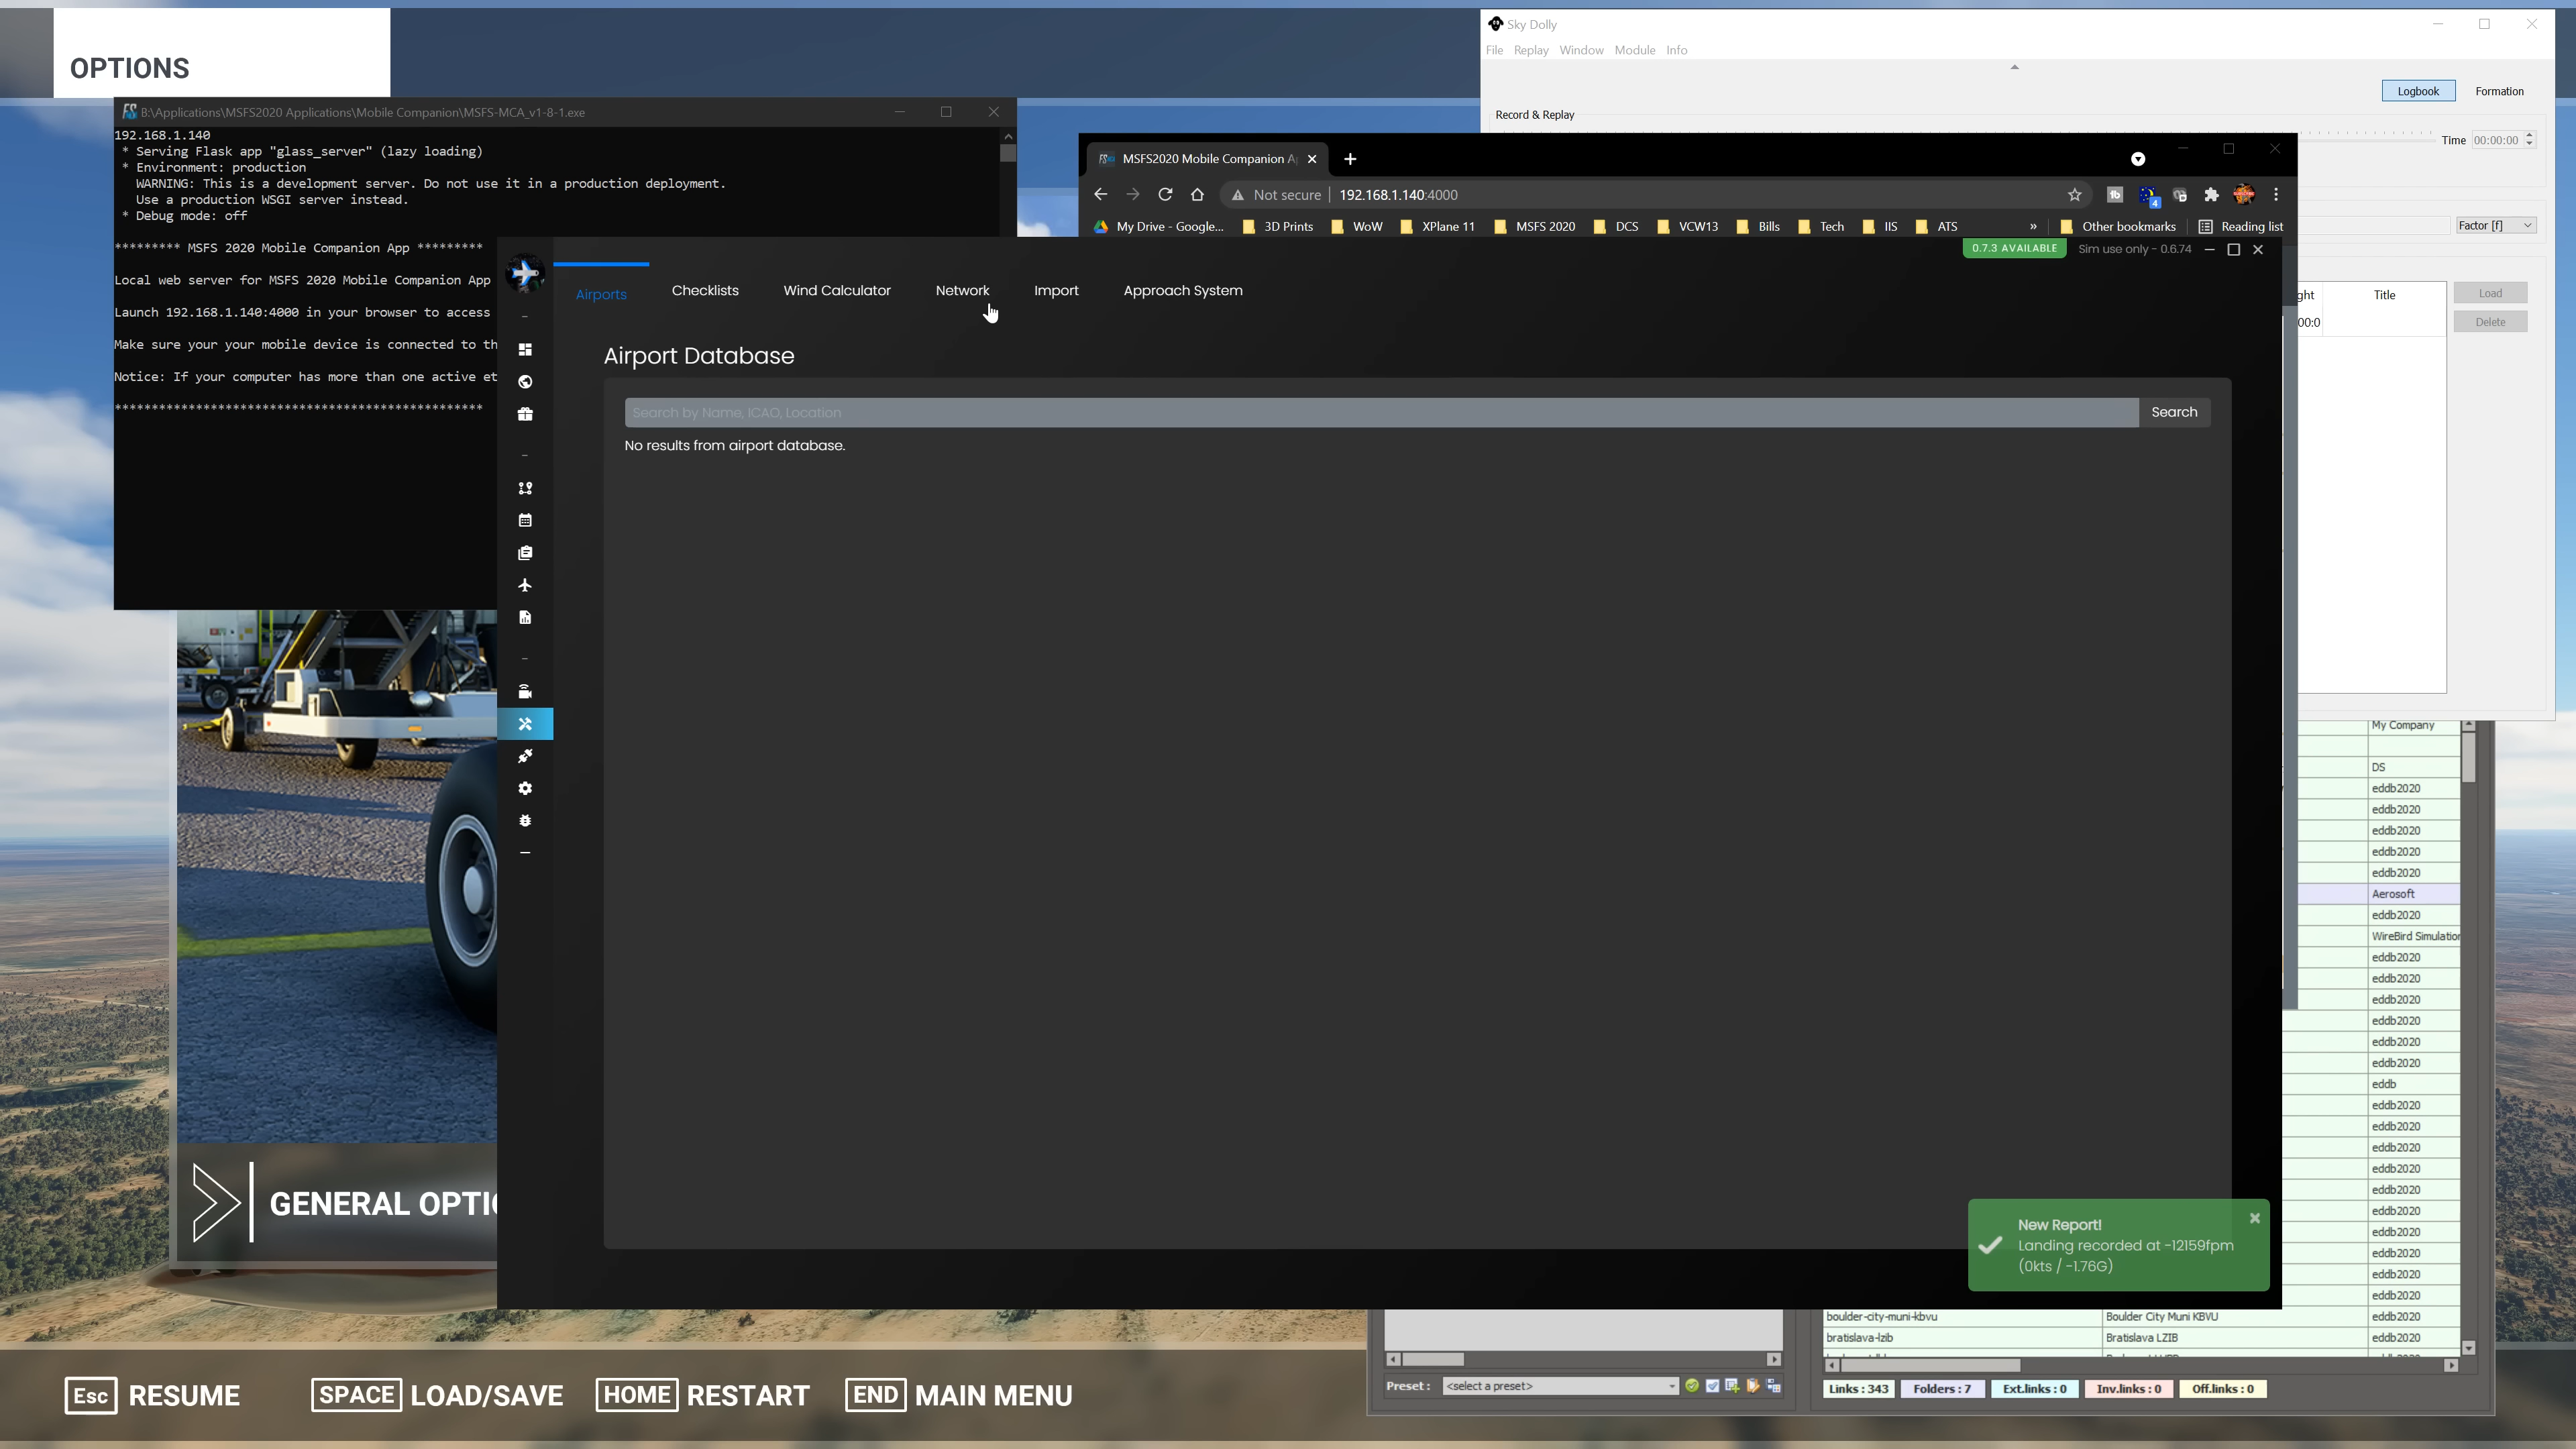 OPTIONS
B:\Applications\MSFS2020 Applications\Mobile Companion\MSFS-MCA_v1-8-1.exe
192.168.1.140
* Serving Flask app "glass_server" (lazy loading)
* Environment: production
WARNING: This is a development server. Do not use it in a production deployment.
Use a production WSGI server instead.
* Debug mode: off
********* MSFS 2020 Mobile Companion App *********
Local web server for MSFS 2020 Mobile Companion App
Launch 192.168.1.140:4000 in your browser to access
Make sure your your mobile device is connected to th
Notice: If your computer has more than one active et
**************************************************
Sky Dolly
File Replay Window Module Info
Logbook Formation
Record & Replay
Time 00:00:00
Factor [f]
ght Title
00:0
Load
Delete
MSFS2020 Mobile Companion A
Not secure 192.168.1.140:4000
4
My Drive - Google... 3D Prints WoW XPlane 11 MSFS 2020 DCS VCW13 Bills Tech IIS ATS » Other bookmarks Reading list
0.7.3 AVAILABLE Sim use only - 0.6.74
Airports Checklists Wind Calculator Network Import Approach System
Airport Database
Search by Name, ICAO, Location Search
No results from airport database.
New Report!
Landing recorded at -12159fpm
(0kts / -1.76G)
My Company
DS
eddb2020
eddb2020
eddb2020
eddb2020
eddb2020
Aerosoft
eddb2020
WireBird Simulation
eddb2020
eddb2020
eddb2020
eddb2020
eddb2020
eddb2020
eddb
eddb2020
eddb2020
eddb2020
eddb2020
eddb2020
eddb2020
eddb2020
eddb2020
eddb2020
eddb2020
boulder-city-muni-kbvu Boulder City Muni KBVU eddb2020
bratislava-lzib Bratislava LZIB eddb2020
Preset : <select a preset>
Links : 343 Folders : 7 Ext.links : 0 Inv.links : 0 Off.links : 0
GENERAL OPTIO
Esc RESUME SPACE LOAD/SAVE HOME RESTART END MAIN MENU